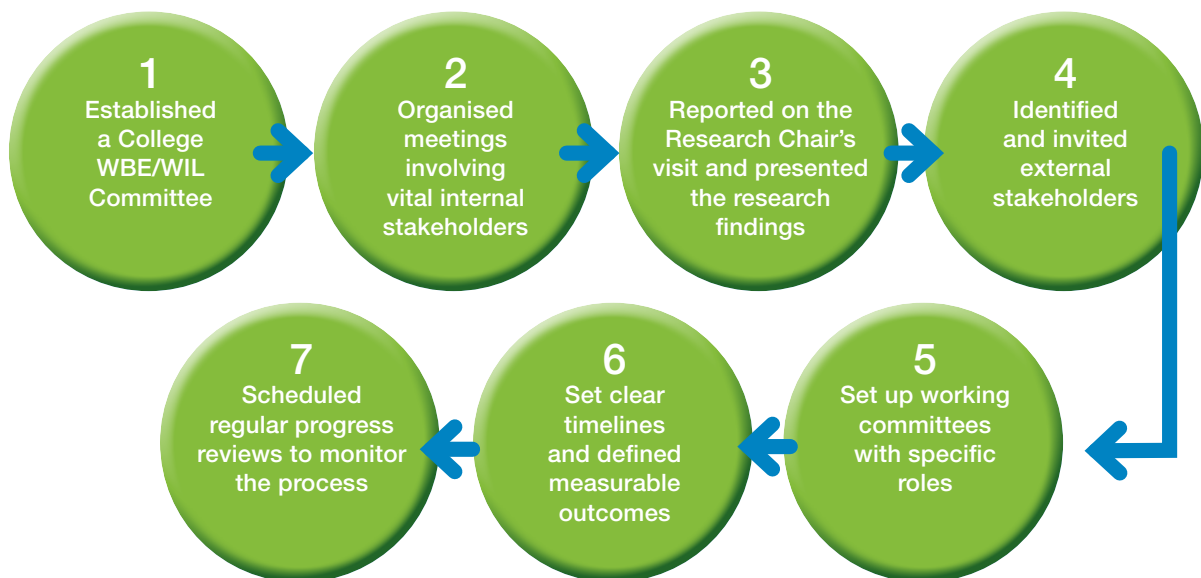 1
Established
a College
WBE/WIL
Committee
2
Organised
meetings
involving
vital internal
stakeholders
3
Reported on the
Research Chair's
visit and presented
the research
findings
4
Identified
and invited
external
stakeholders
5
Set up working
committees
with specific
roles
6
Set clear
timelines
and defined
measurable
outcomes
7
Scheduled
regular progress
reviews to monitor
the process